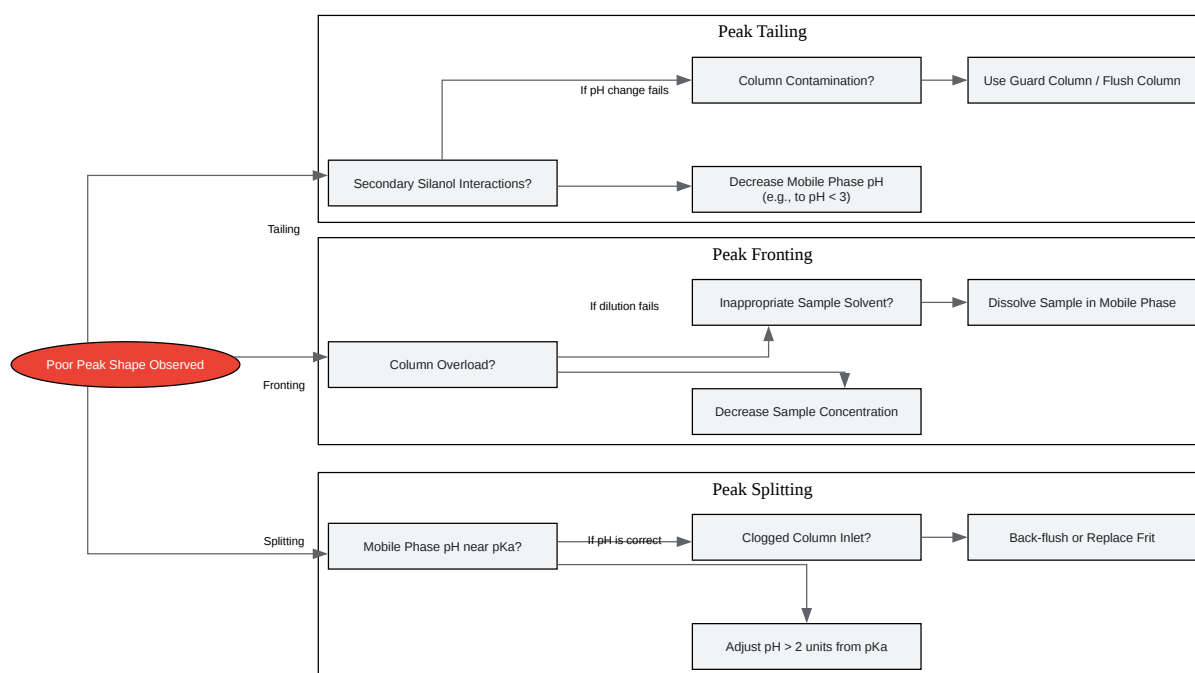 Peak Tailing
Column Contamination?
Use Guard Column / Flush Column
If pH change fails
Secondary Silanol Interactions?
Decrease Mobile Phase pH
(e.g., to pH < 3)
Tailing
Peak Fronting
Inappropriate Sample Solvent?
Dissolve Sample in Mobile Phase
If dilution fails
Poor Peak Shape Observed
Column Overload?
Fronting
Decrease Sample Concentration
Peak Splitting
Splitting
Mobile Phase pH near pKa?
If pH is correct
Clogged Column Inlet?
Back-flush or Replace Frit
Adjust pH > 2 units from pKa